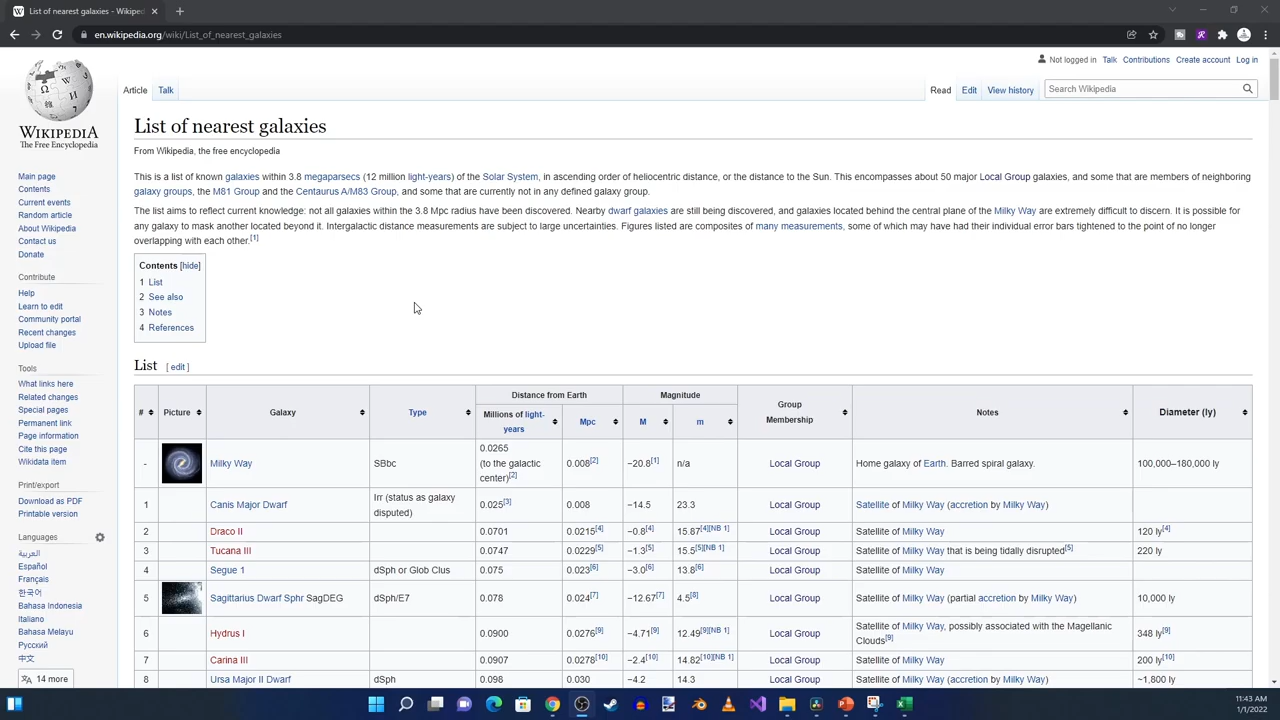 List of nearest galaxies - Wikiped
en.wikipedia.org/wiki/List_of_nearest_galaxies
Not logged in Talk Contributions Create account Log in
Article Talk Read Edit View history Search Wikipedia
WIKIPEDIA
The Free Encyclopedia
Main page
Contents
Current events
Random article
About Wikipedia
Contact us
Donate
Contribute
Help
Learn to edit
Community portal
Recent changes
Upload file
Tools
What links here
Related changes
Special pages
Permanent link
Page information
Cite this page
Wikidata item
Print/export
Download as PDF
Printable version
Languages
العربية
Español
Français
한국어
Bahasa Indonesia
Italiano
Bahasa Melayu
Русский
中文
14 more
List of nearest galaxies
From Wikipedia, the free encyclopedia
This is a list of known galaxies within 3.8 megaparsecs (12 million light-years) of the Solar System, in ascending order of heliocentric distance, or the distance to the Sun. This encompasses about 50 major Local Group galaxies, and some that are members of neighboring
galaxy groups, the M81 Group and the Centaurus A/M83 Group, and some that are currently not in any defined galaxy group.
The list aims to reflect current knowledge: not all galaxies within the 3.8 Mpc radius have been discovered. Nearby dwarf galaxies are still being discovered, and galaxies located behind the central plane of the Milky Way are extremely difficult to discern. It is possible
for any galaxy to mask another located beyond it. Intergalactic distance measurements are subject to large uncertainties. Figures listed are composites of many measurements, some of which may have had their individual error bars tightened to the point of no longer
overlapping with each other.[1]
Contents [hide]
1 List
2 See also
3 Notes
4 References
List [ edit ]
# Picture Galaxy Type Distance from Earth Magnitude Group Membership Notes Diameter (ly)
Millions of light-years Mpc M m
- Milky Way SBbc 0.0265 (to the galactic center)[2] 0.008[2] −20.8[1] n/a Local Group Home galaxy of Earth. Barred spiral galaxy. 100,000–180,000 ly
1 Canis Major Dwarf Irr (status as galaxy disputed) 0.025[3] 0.008 −14.5 23.3 Local Group Satellite of Milky Way (accretion by Milky Way)
2 Draco II 0.0701 0.0215[4] −0.8[4] 15.87[4][NB 1] Local Group Satellite of Milky Way 120 ly[4]
3 Tucana III 0.0747 0.0229[5] −1.3[5] 15.5[5][NB 1] Local Group Satellite of Milky Way that is being tidally disrupted[5] 220 ly
4 Segue 1 dSph or Glob Clus 0.075 0.023[6] −3.0[6] 13.8[6] Local Group Satellite of Milky Way
5 Sagittarius Dwarf Sphr SagDEG dSph/E7 0.078 0.024[7] −12.67[7] 4.5[8] Local Group Satellite of Milky Way (partial accretion by Milky Way) 10,000 ly
6 Hydrus I 0.0900 0.0276[9] −4.71[9] 12.49[9][NB 1] Local Group Satellite of Milky Way, possibly associated with the Magellanic Clouds[9] 348 ly[9]
7 Carina III 0.0907 0.0278[10] −2.4[10] 14.82[10][NB 1] Local Group Satellite of Milky Way 200 ly[10]
8 Ursa Major II Dwarf dSph 0.098 0.030 −4.2 14.3 Local Group Satellite of Milky Way (accretion by Milky Way) ~1,800 ly
11:43 AM
1/1/2022